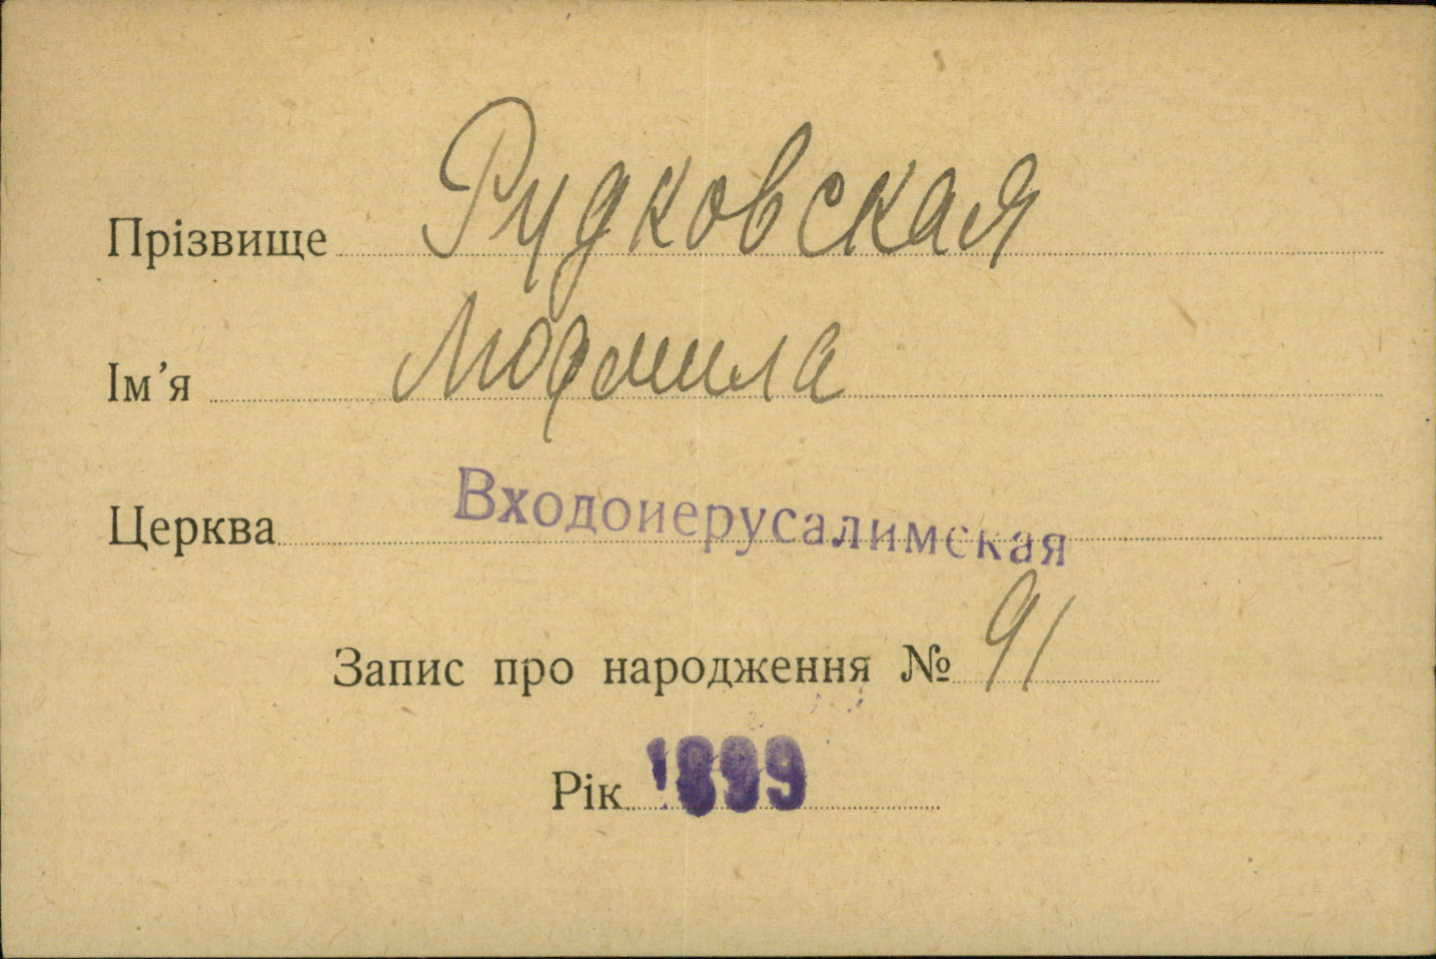 Прізвище Рудковская
Ім'я Людмила
Церква Входоиерусалимская
Запис про народження № 91
Рік 1899